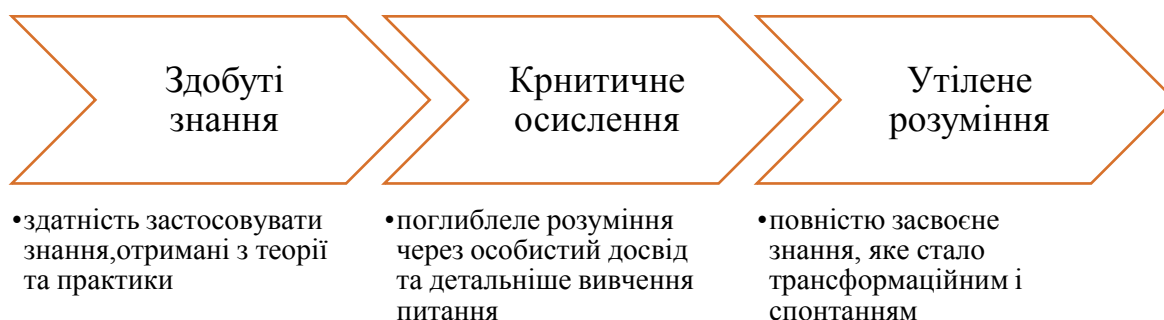 Здобуті
знання
Крнитичне
осислення
Утілене
розуміння
•здатність застосовувати
знання,отримані з теорії
та практики
•поглиблеле розуміння
через особистий досвід
та детальніше вивчення
питання
•повністю засвоєне
знання, яке стало
трансформаційним і
спонтанням